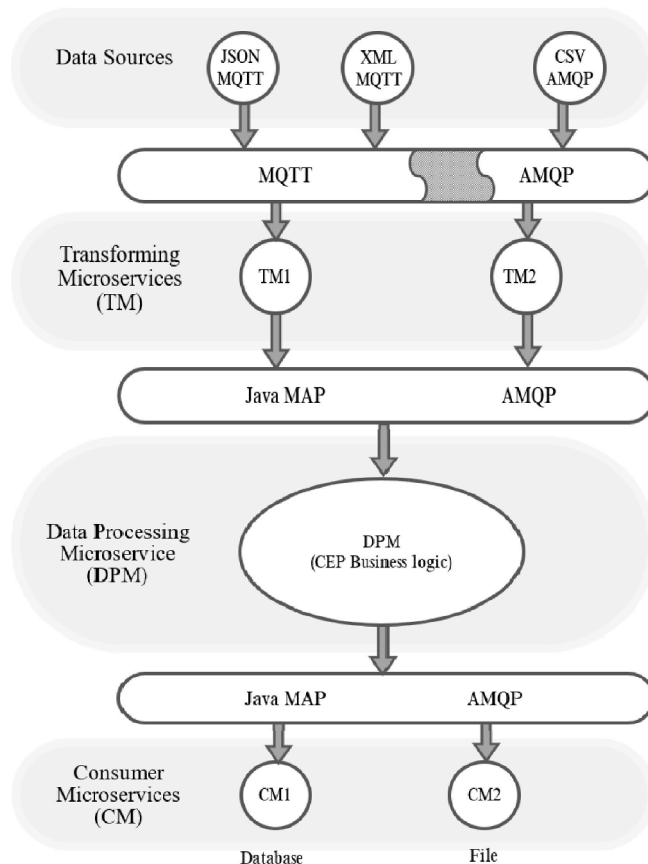 Data Sources
JSON
MQTT
XML
MQTT
CSV
AMQP
MQTT
AMQP
Transforming
Microservices
(TM)
TM1
TM2
Java MAP
AMQP
Data Processing
Microservice
(DPM)
DPM
(CEP Business logic)
Java MAP
AMQP
Consumer
Microservices
(CM)
CM1
CM2
Database
File